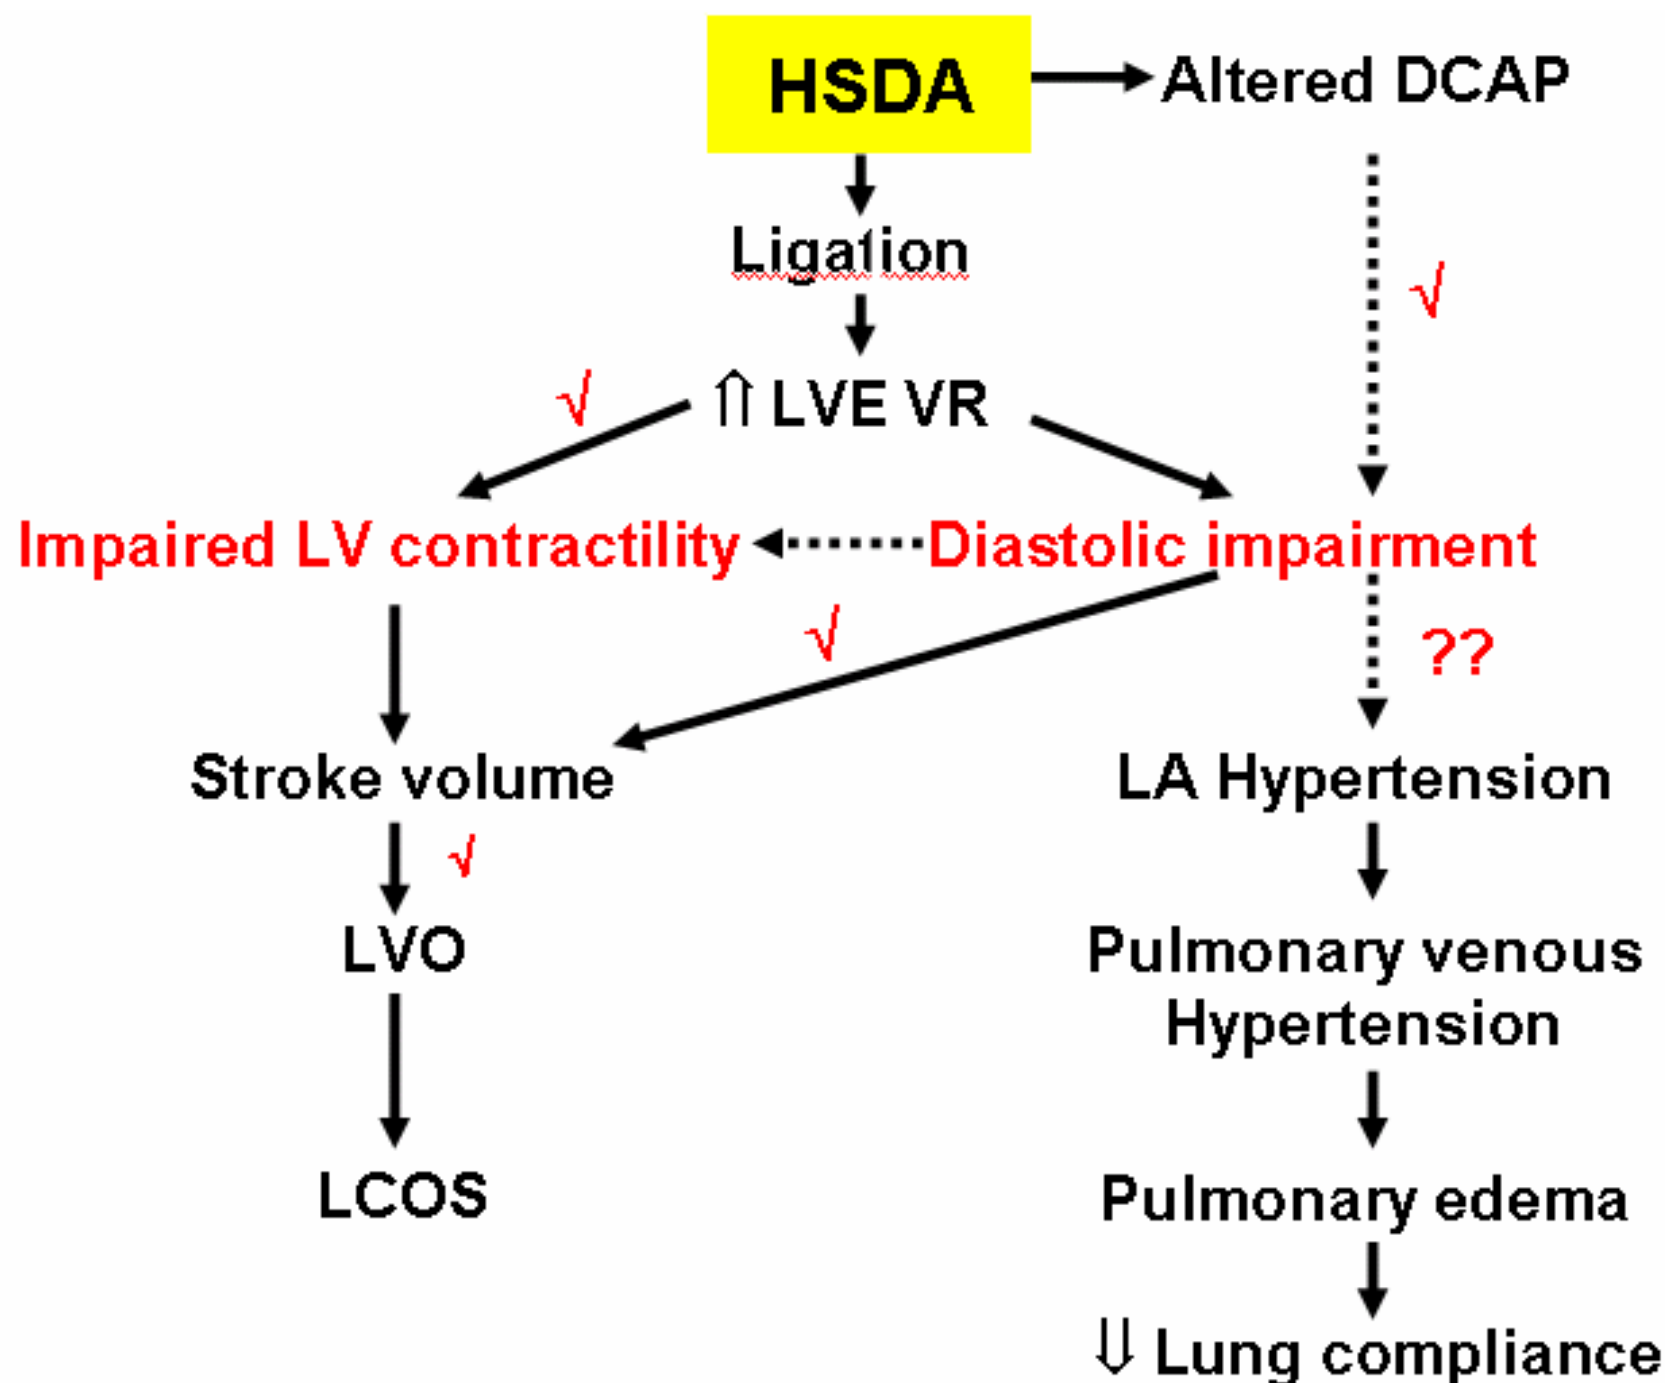 HSDA
Altered DCAP
Ligation
√
⇑ LVE VR
√
Impaired LV contractility
Diastolic impairment
√
??
Stroke volume
LA Hypertension
√
LVO
Pulmonary venous
Hypertension
LCOS
Pulmonary edema
⇓ Lung compliance